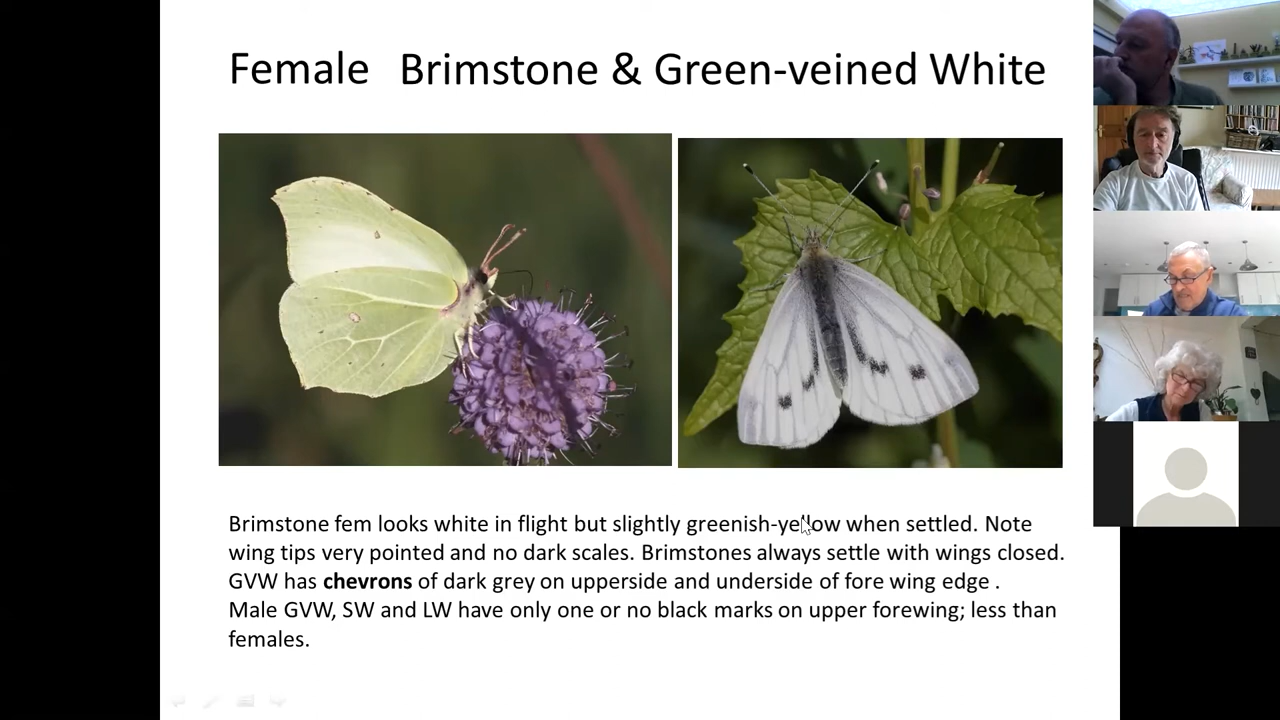 Female Brimstone & Green-veined White
Brimstone fem looks white in flight but slightly greenish-yellow when settled. Note
wing tips very pointed and no dark scales. Brimstones always settle with wings closed.
GVW has chevrons of dark grey on upperside and underside of fore wing edge .
Male GVW, SW and LW have only one or no black marks on upper forewing; less than
females.